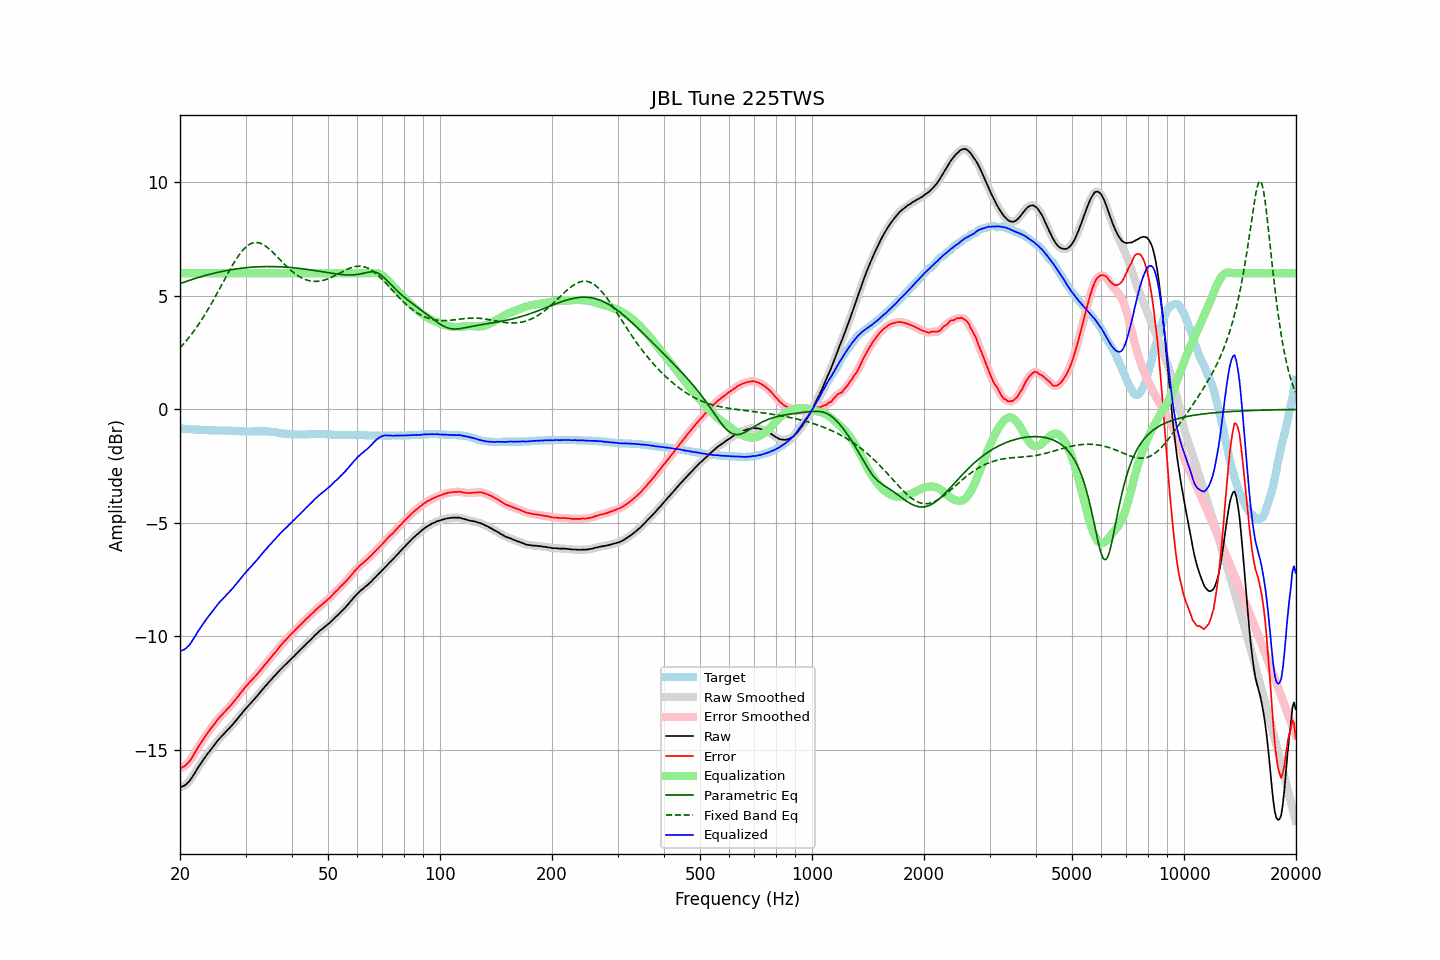 JBL Tune 225TWS
Amplitude (dBr)
10
5
0
−5
−10
−15
Target
Raw Smoothed
Error Smoothed
Raw
Error
Equalization
Parametric Eq
Fixed Band Eq
Equalized
20 50 100 200 500 1000 2000 5000 10000 20000
Frequency (Hz)